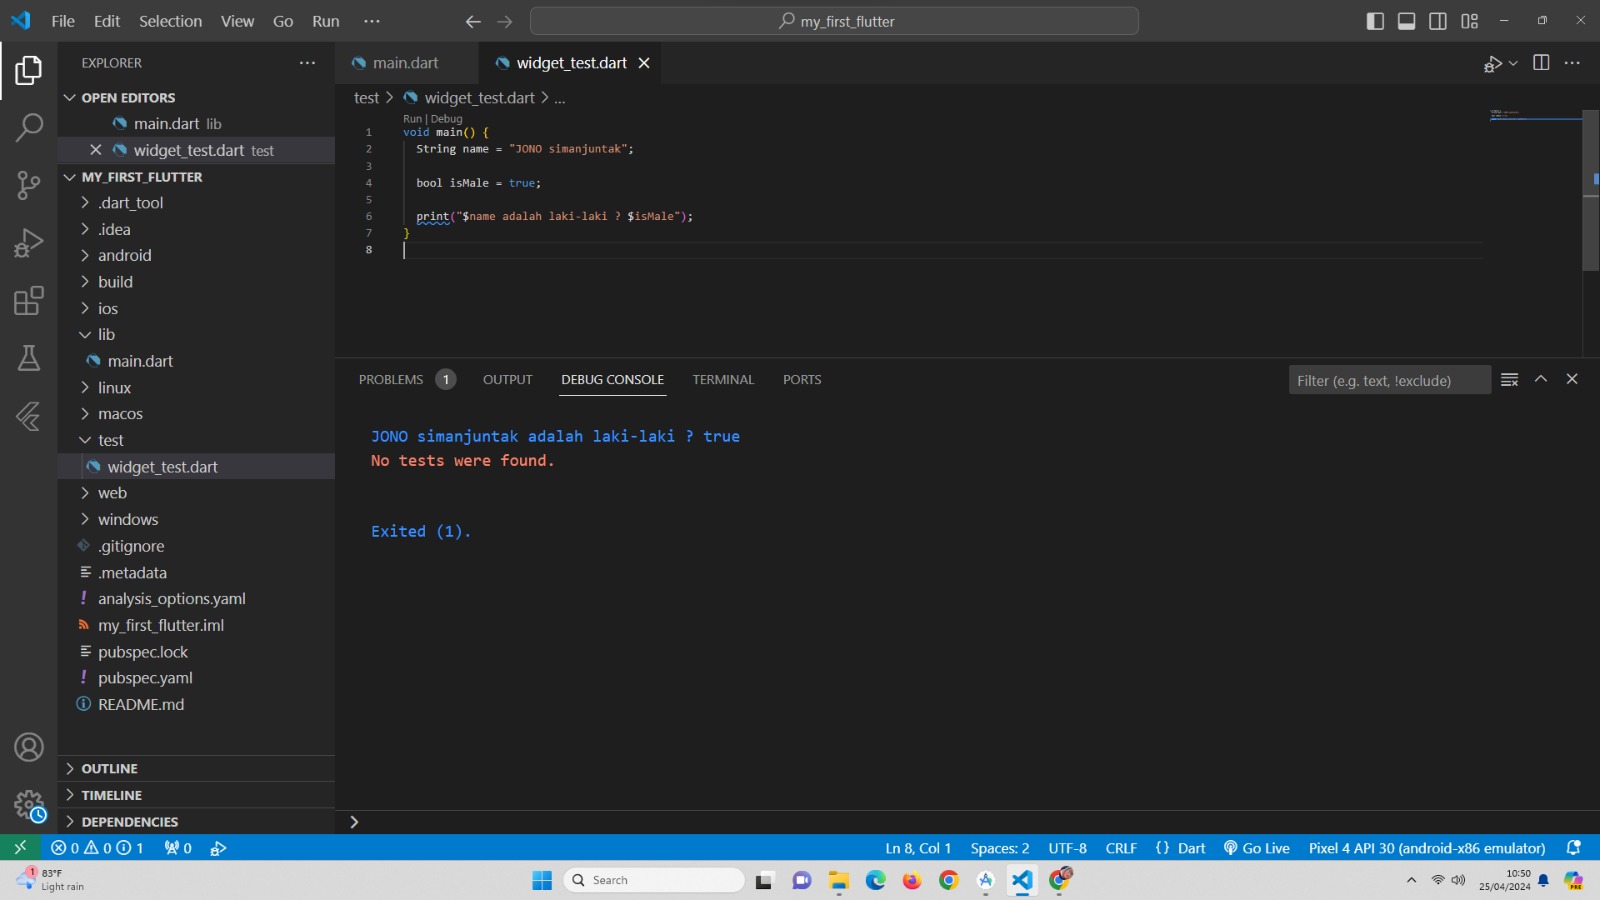 File Edit Selection View Go Run ···
my_first_flutter
EXPLORER
OPEN EDITORS
main.dart lib
widget_test.dart test
MY_FIRST_FLUTTER
.dart_tool
.idea
android
build
ios
lib
main.dart
linux
macos
test
widget_test.dart
web
windows
.gitignore
.metadata
analysis_options.yaml
my_first_flutter.iml
pubspec.lock
pubspec.yaml
README.md
OUTLINE
TIMELINE
DEPENDENCIES
main.dart widget_test.dart
test > widget_test.dart > ...
Run | Debug
1 void main() {
2 String name = "JONO simanjuntak";
3
4 bool isMale = true;
5
6 print("$name adalah laki-laki ? $isMale");
7 }
8
PROBLEMS 1 OUTPUT DEBUG CONSOLE TERMINAL PORTS Filter (e.g. text, !exclude)
JONO simanjuntak adalah laki-laki ? true
No tests were found.
Exited (1).
0 0 1 0 Ln 8, Col 1 Spaces: 2 UTF-8 CRLF {} Dart Go Live Pixel 4 API 30 (android-x86 emulator)
1 83°F
Light rain
Search
10:50
25/04/2024
PRE